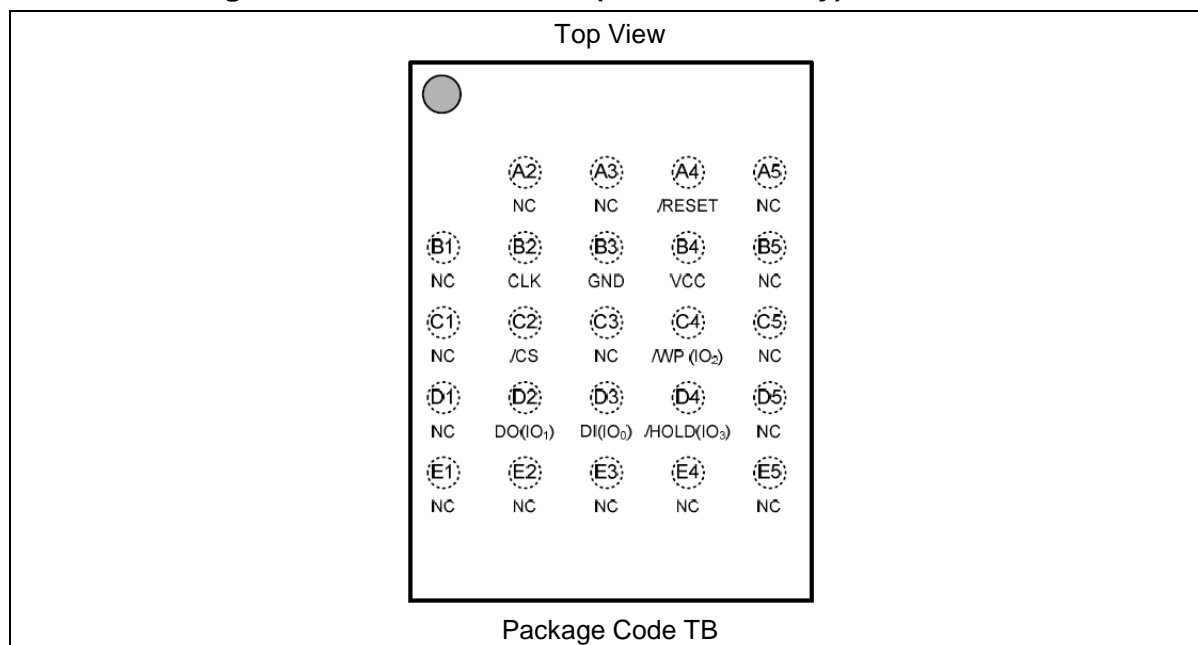 Top View
A2 A3 A4 A5
NC NC /RESET NC
B1 B2 B3 B4 B5
NC CLK GND VCC NC
C1 C2 C3 C4 C5
NC /CS NC /WP (IO₂) NC
D1 D2 D3 D4 D5
NC DO(IO₁) DI(IO₀) /HOLD(IO₃) NC
E1 E2 E3 E4 E5
NC NC NC NC NC
Package Code TB